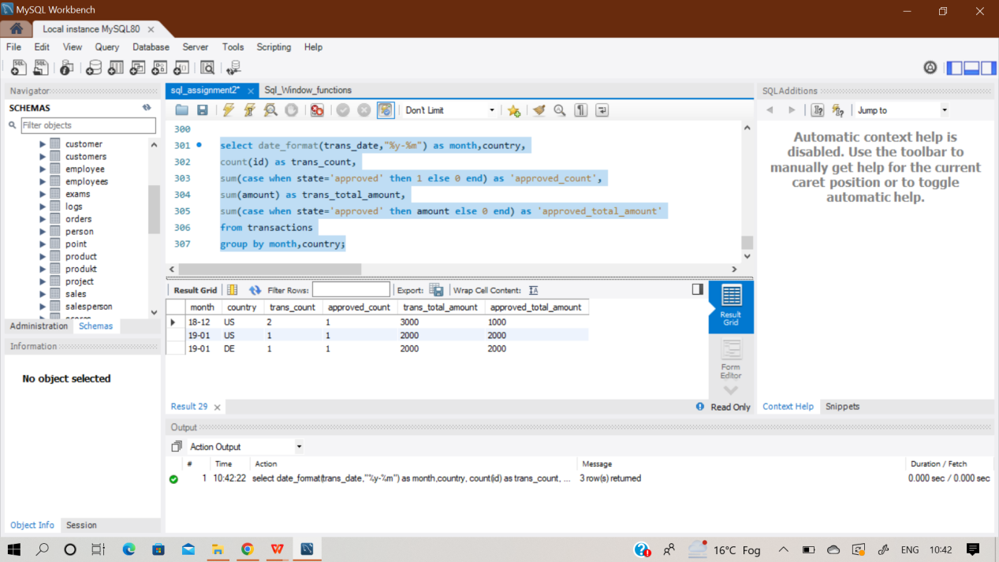 MySQL Workbench
Local instance MySQL80
File Edit View Query Database Server Tools Scripting Help
Navigator
SCHEMAS
Filter objects
customer
customers
employee
employees
exams
logs
orders
person
point
product
produkt
project
sales
salesperson
Administration Schemas
Information
No object selected
Object Info Session
sql_assignment2* Sql_Window_functions
Don't Limit
300
301 select date_format(trans_date,"%y-%m") as month,country,
302 count(id) as trans_count,
303 sum(case when state='approved' then 1 else 0 end) as 'approved_count',
304 sum(amount) as trans_total_amount,
305 sum(case when state='approved' then amount else 0 end) as 'approved_total_amount'
306 from transactions
307 group by month,country;
Result Grid Filter Rows: Export: Wrap Cell Content:
month country trans_count approved_count trans_total_amount approved_total_amount
18-12 US 2 1 3000 1000
19-01 US 1 1 2000 2000
19-01 DE 1 1 2000 2000
Result Grid
Form Editor
Result 29 Read Only
Output
Action Output
# Time Action Message Duration / Fetch
1 10:42:22 select date_format(trans_date,"%y-%m") as month,country, count(id) as trans_count, ... 3 row(s) returned 0.000 sec / 0.000 sec
SQLAdditions
Jump to
Automatic context help is
disabled. Use the toolbar to
manually get help for the current
caret position or to toggle
automatic help.
Context Help Snippets
16°C Fog ENG 10:42